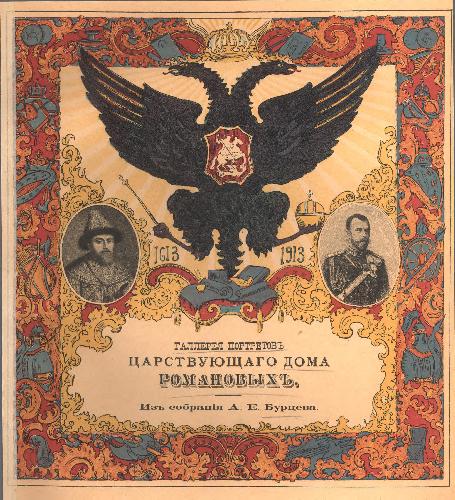 1613 1913
ГАЛЛЕРЕЯ ПОРТРЕТОВЪ
ЦАРСТВУЮЩАГО ДОМА
РОМАНОВЫХЪ.
Изъ собранія А. Е. Бурцева.